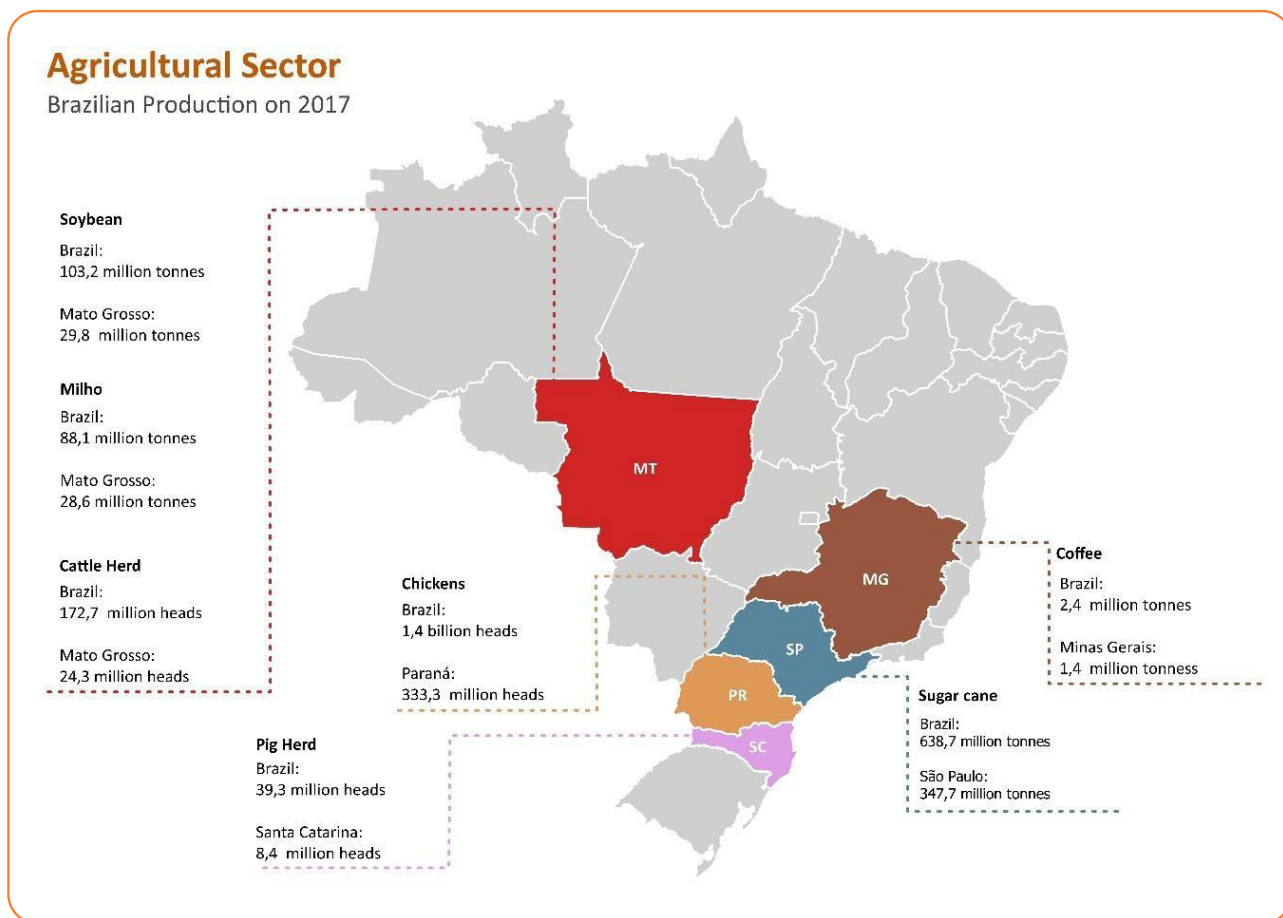 Agricultural Sector
Brazilian Production on 2017
Soybean
Brazil:
103,2 million tonnes
Mato Grosso:
29,8 million tonnes
Milho
Brazil:
88,1 million tonnes
Mato Grosso:
28,6 million tonnes
Cattle Herd
Brazil:
172,7 million heads
Mato Grosso:
24,3 million heads
Chickens
Brazil:
1,4 billion heads
Paraná:
333,3 million heads
Pig Herd
Brazil:
39,3 million heads
Santa Catarina:
8,4 million heads
MT
MG
SP
PR
SC
Coffee
Brazil:
2,4 million tonnes
Minas Gerais:
1,4 million tonness
Sugar cane
Brazil:
638,7 million tonnes
São Paulo:
347,7 million tonnes